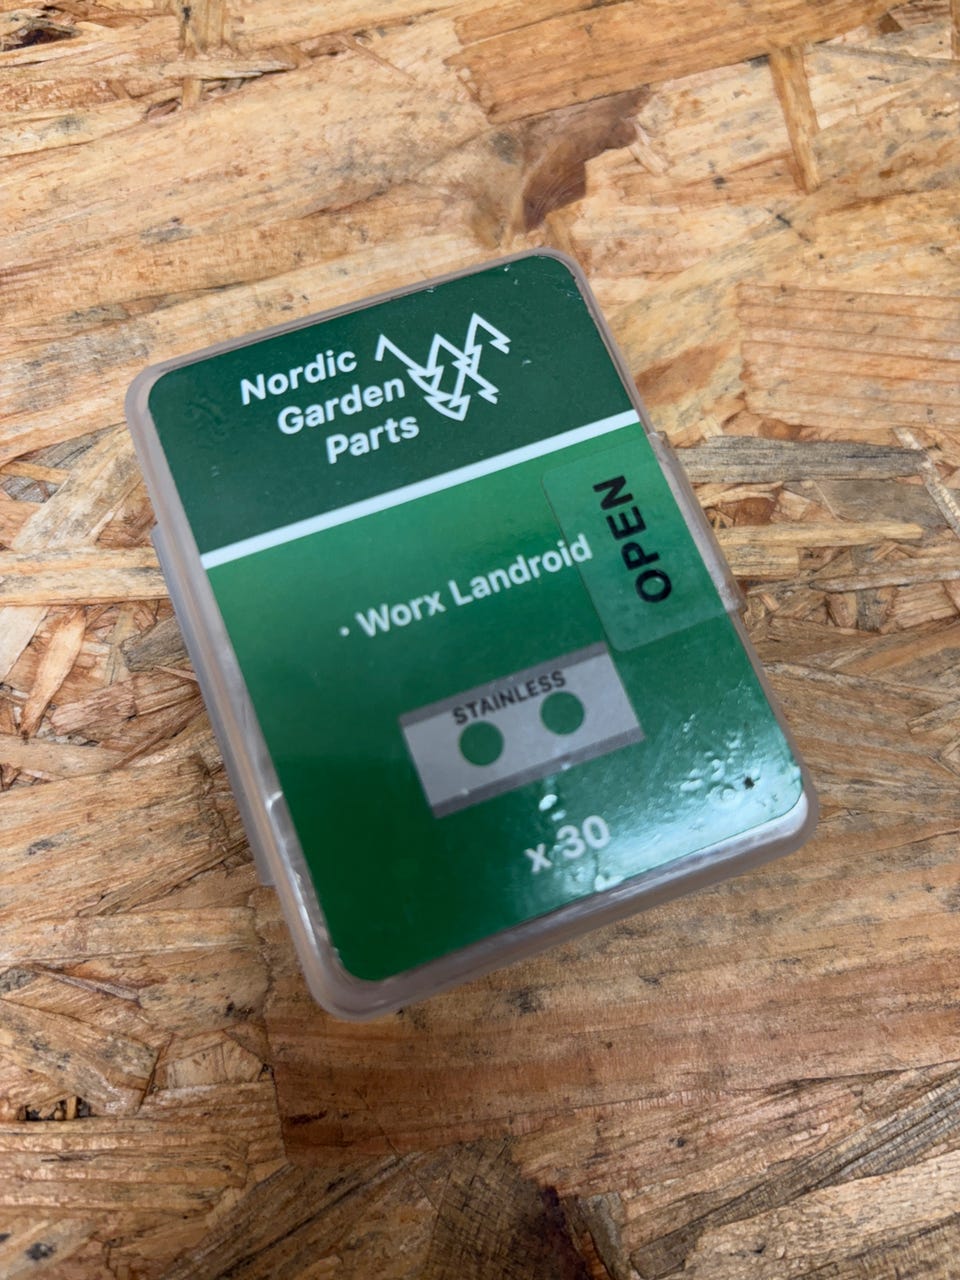 Nordic
Garden
Parts
OPEN
· Worx Landroid
STAINLESS
x 30